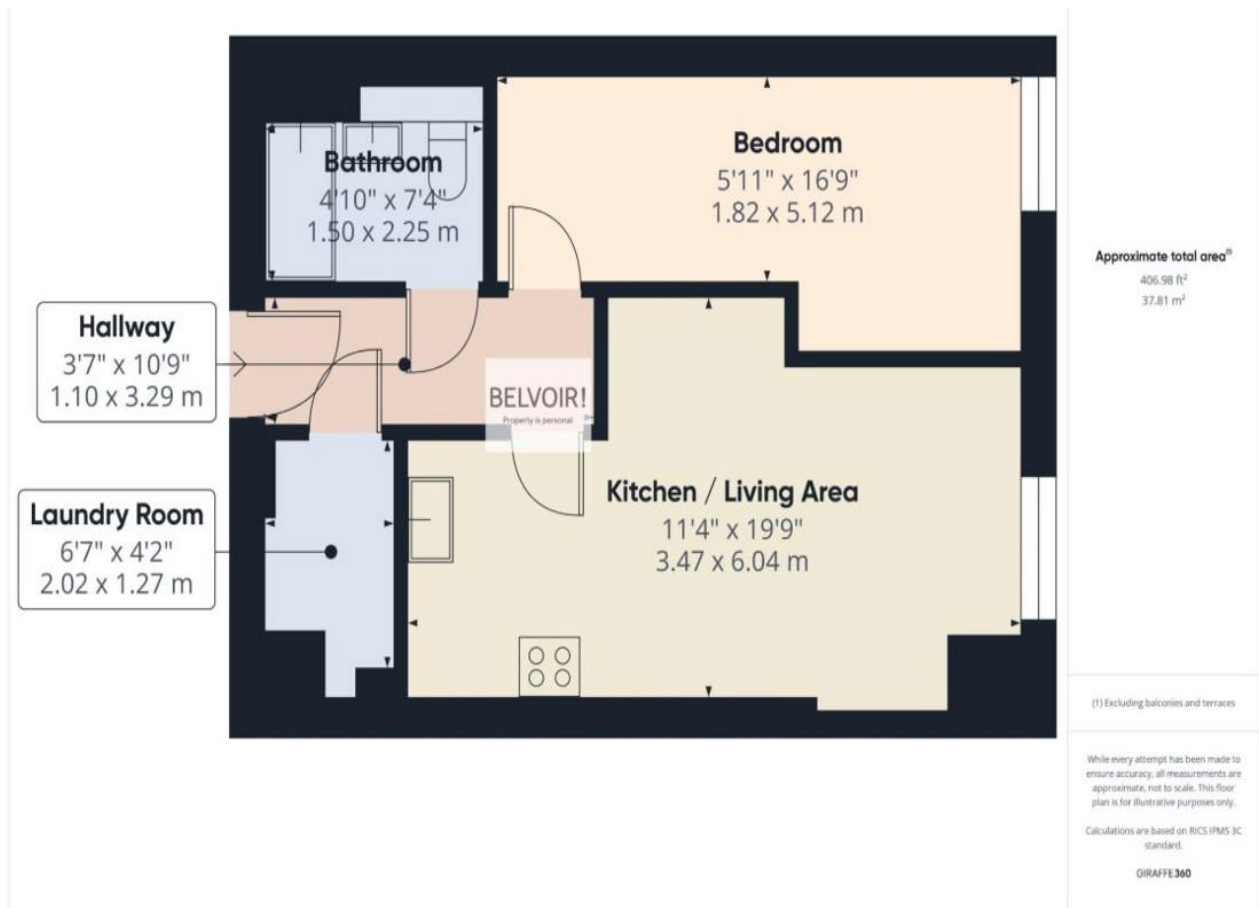 Bathroom
4'10" x 7'4"
1.50 x 2.25 m
Bedroom
5'11" x 16'9"
1.82 x 5.12 m
Hallway
3'7" x 10'9"
1.10 x 3.29 m
BELVOIR!
Property is personal
Laundry Room
6'7" x 4'2"
2.02 x 1.27 m
Kitchen / Living Area
11'4" x 19'9"
3.47 x 6.04 m
Approximate total area⁽¹⁾
406.98 ft²
37.81 m²
(1) Excluding balconies and terraces
While every attempt has been made to
ensure accuracy, all measurements are
approximate, not to scale. This floor
plan is for illustrative purposes only.
Calculations are based on RICS IPMS 3C
standard.
GIRAFFE360